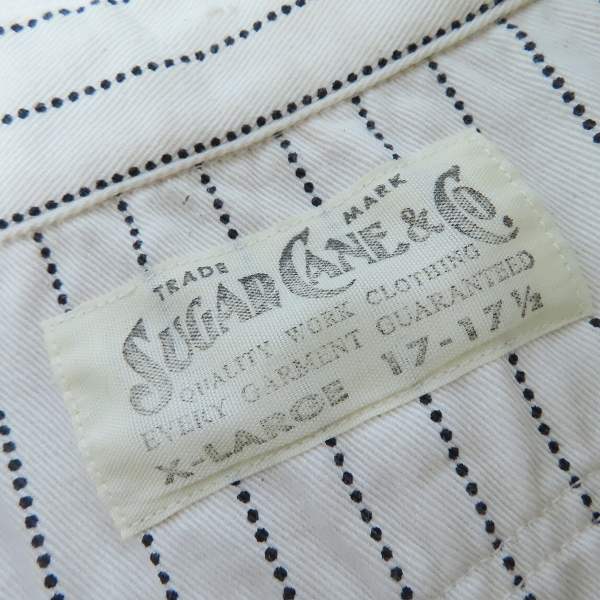 TRADE MARK
SUGAR CANE & Co.
QUALITY WORK CLOTHING
EVERY GARMENT GUARANTEED
X-LARGE 17-17½